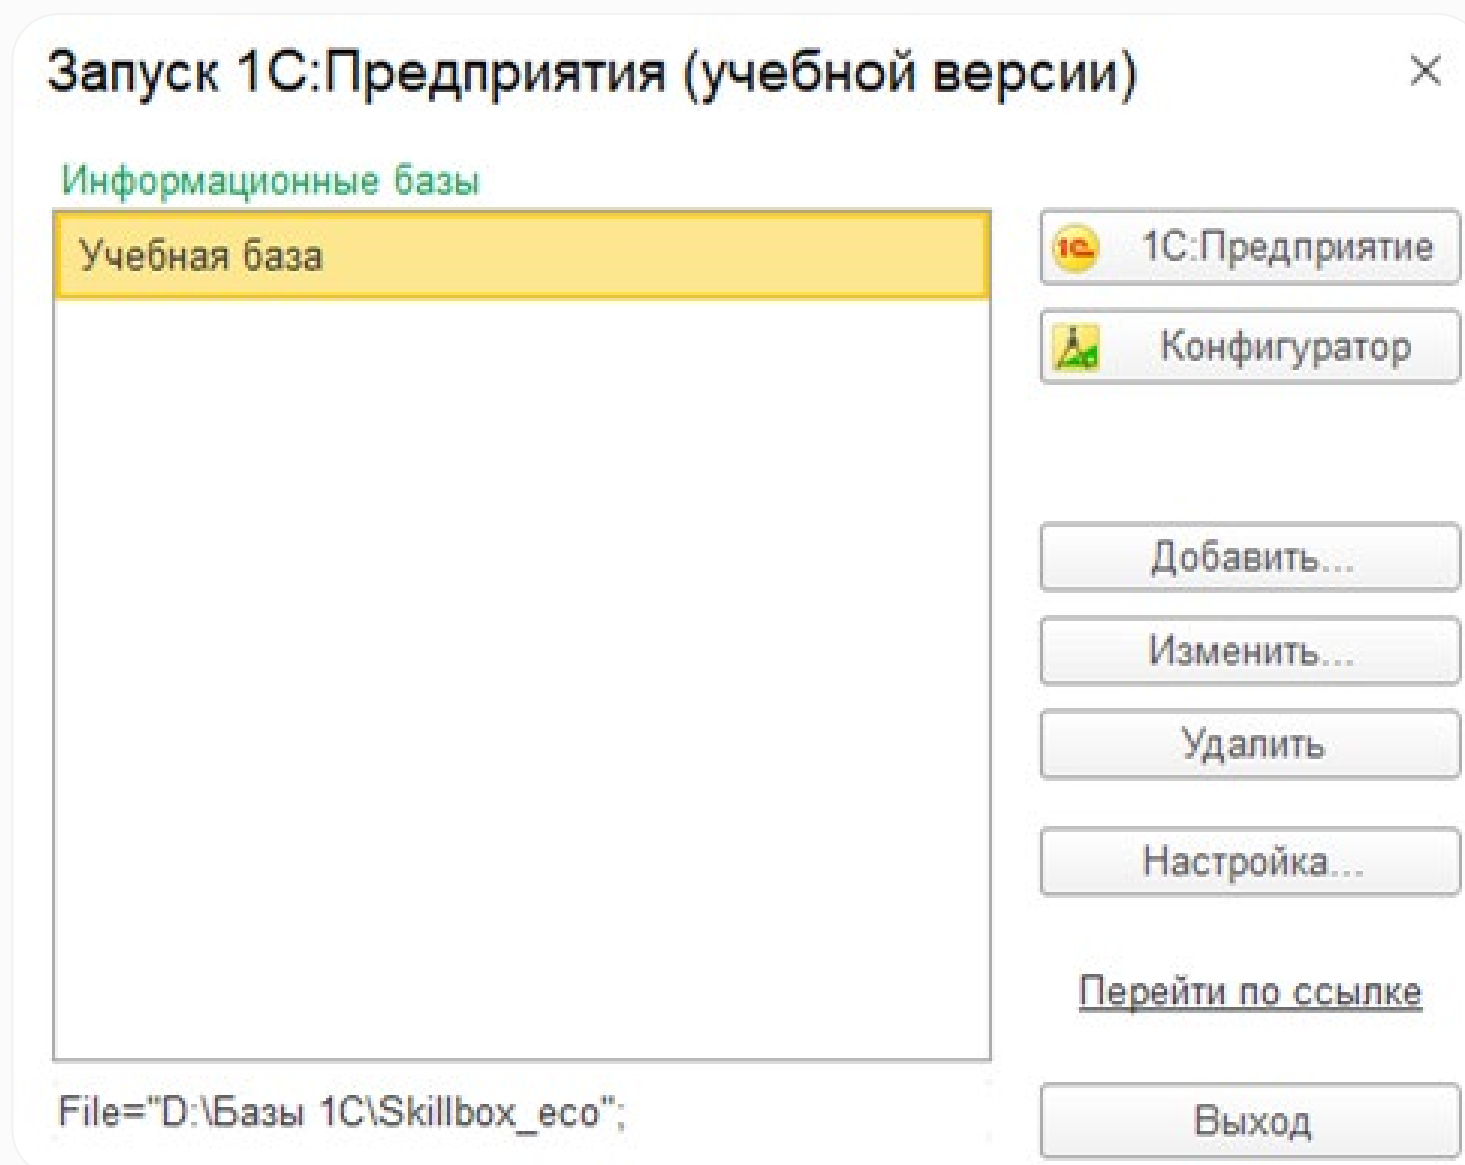 Запуск 1С:Предприятия (учебной версии)
Информационные базы
Учебная база
1С:Предприятие
Конфигуратор
Добавить...
Изменить...
Удалить
Настройка...
Перейти по ссылке
File="D:\Базы 1С\Skillbox_eco";
Выход